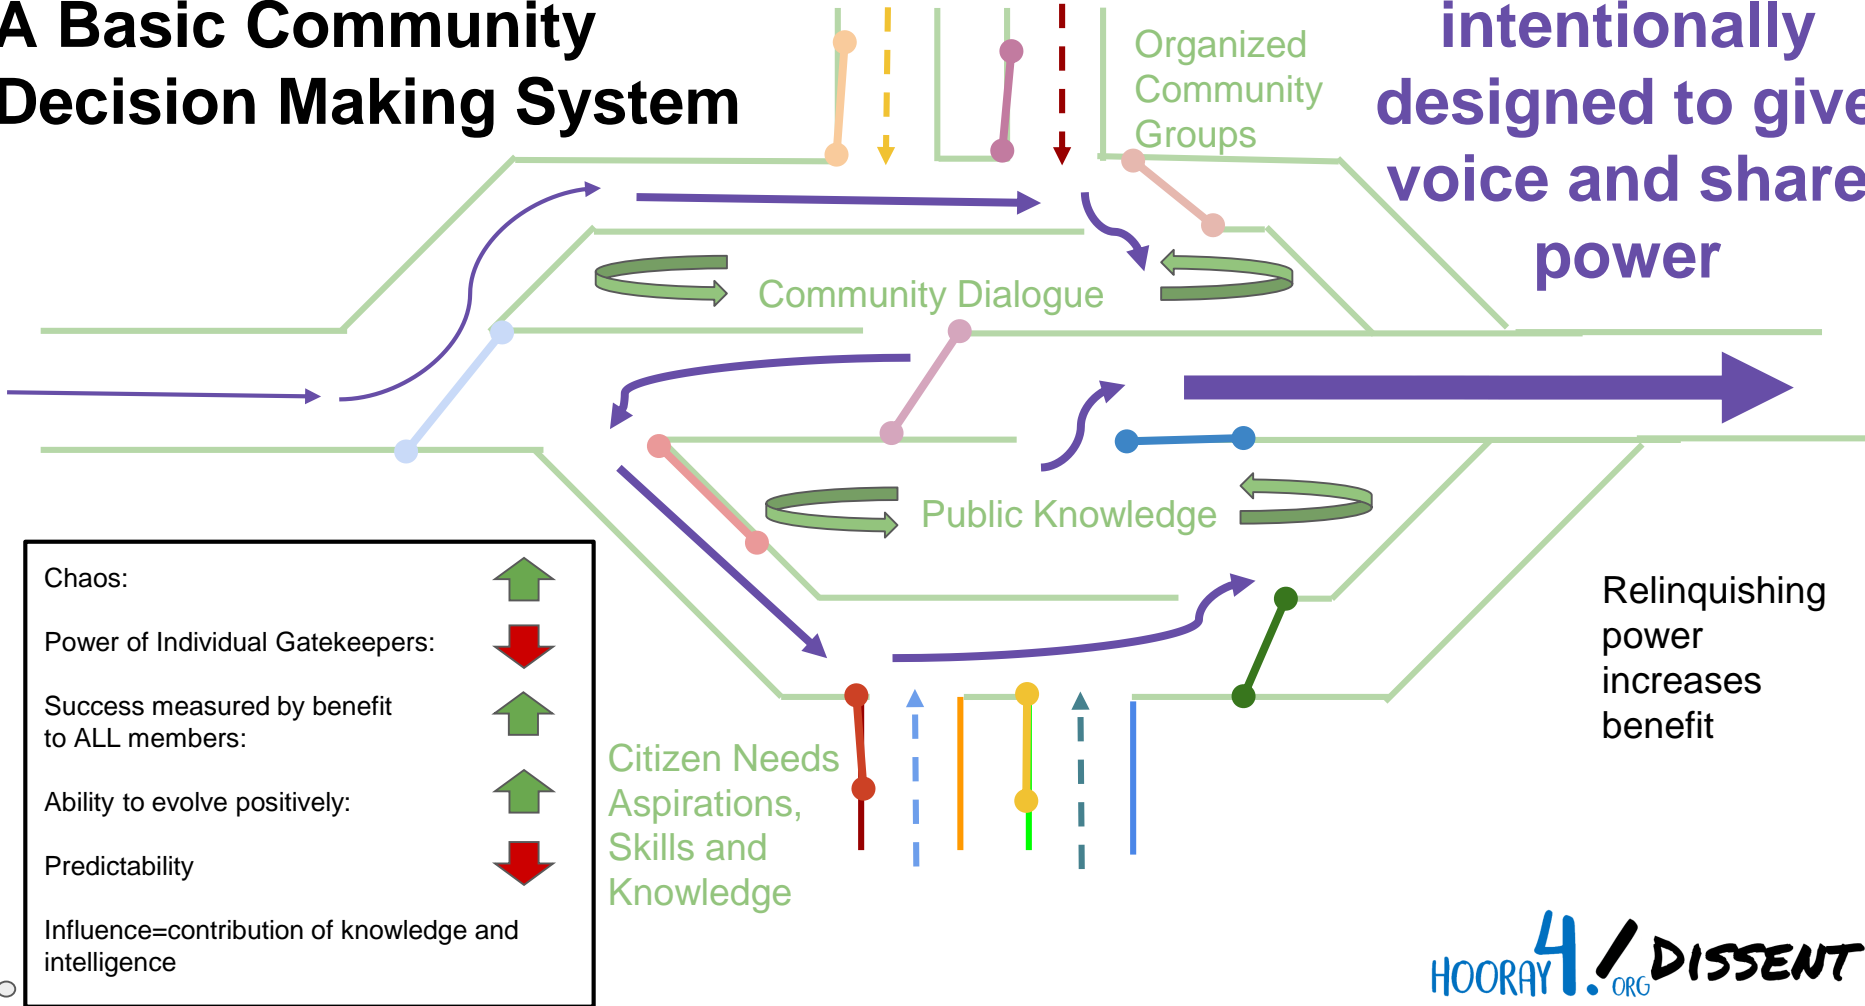 A Basic Community
Decision Making System
intentionally
designed to give
voice and share
power
Organized
Community
Groups
Community Dialogue
Public Knowledge
Chaos:
Power of Individual Gatekeepers:
Success measured by benefit
to ALL members:
Ability to evolve positively:
Predictability
Influence=contribution of knowledge and
intelligence
Citizen Needs
Aspirations,
Skills and
Knowledge
Relinquishing
power
increases
benefit
HOORAY 4! .ORG DISSENT